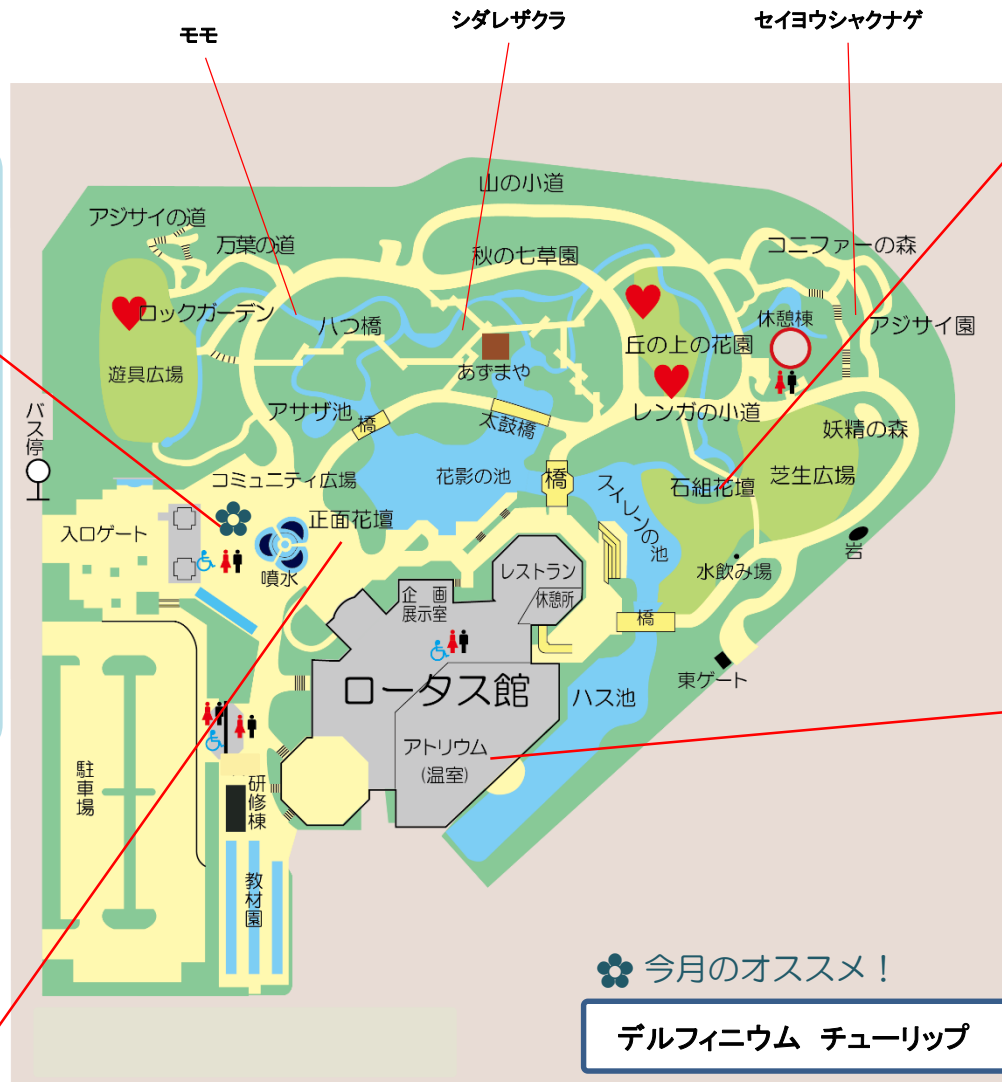 モモ
シダレザクラ
セイヨウシャクナゲ
山の小道
アジサイの道
万葉の道
秋の七草園
コニファーの森
ロックガーデン
八つ橋
休憩棟
アジサイ園
丘の上の花園
遊具広場
あずまや
アサザ池
橋
太鼓橋
レンガの小道
妖精の森
バス停
コミュニティ広場
花影の池
橋
スイレンの池
石組花壇
芝生広場
入口ゲート
正面花壇
噴水
岩
水飲み場
レストラン
休憩所
企画
展示室
橋
東ゲート
ロータス館
ハス池
アトリウム
(温室)
駐車場
研修棟
教材園
今月のオススメ！
デルフィニウム チューリップ